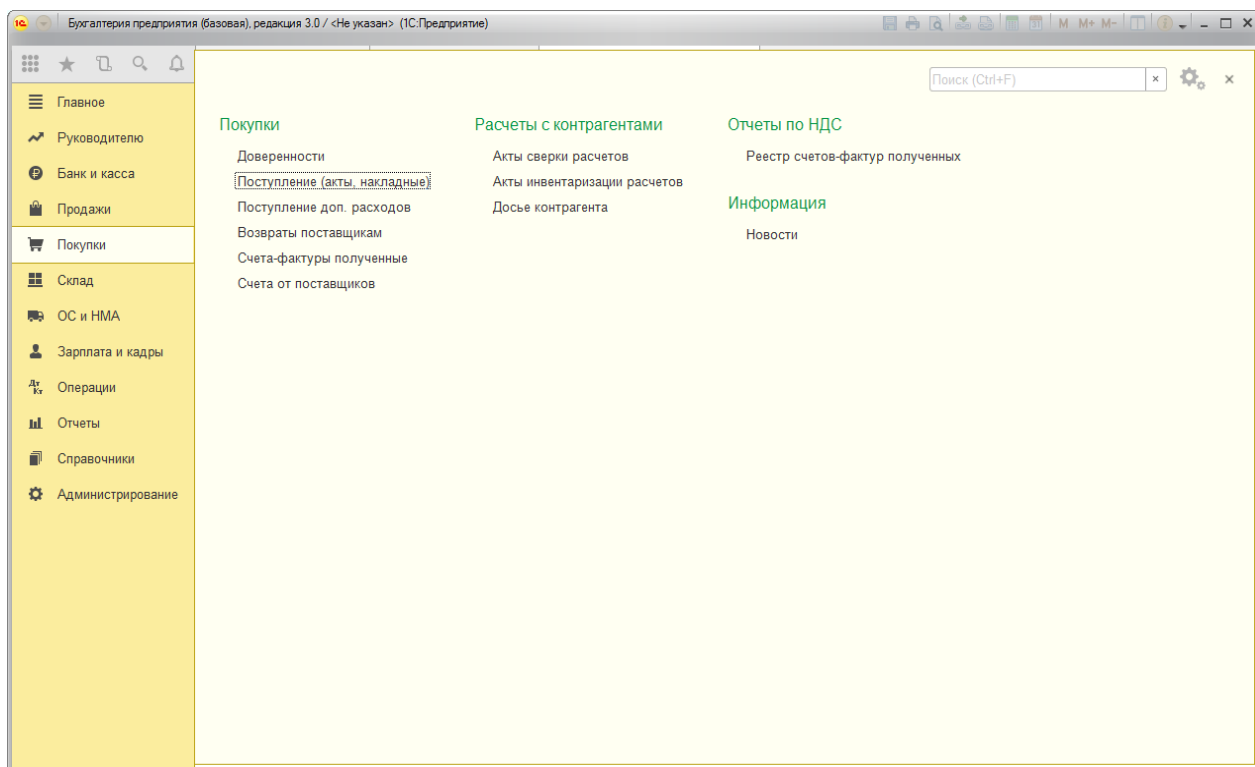 1С Бухгалтерия предприятия (базовая), редакция 3.0 / <Не указан> (1С:Предприятие) M M+ M-
Поиск (Ctrl+F)
Главное
Руководителю
Банк и касса
Продажи
Покупки
Склад
ОС и НМА
Зарплата и кадры
Дт Кт Операции
Отчеты
Справочники
Администрирование
Покупки
Доверенности
Поступление (акты, накладные)
Поступление доп. расходов
Возвраты поставщикам
Счета-фактуры полученные
Счета от поставщиков
Расчеты с контрагентами
Акты сверки расчетов
Акты инвентаризации расчетов
Досье контрагента
Отчеты по НДС
Реестр счетов-фактур полученных
Информация
Новости